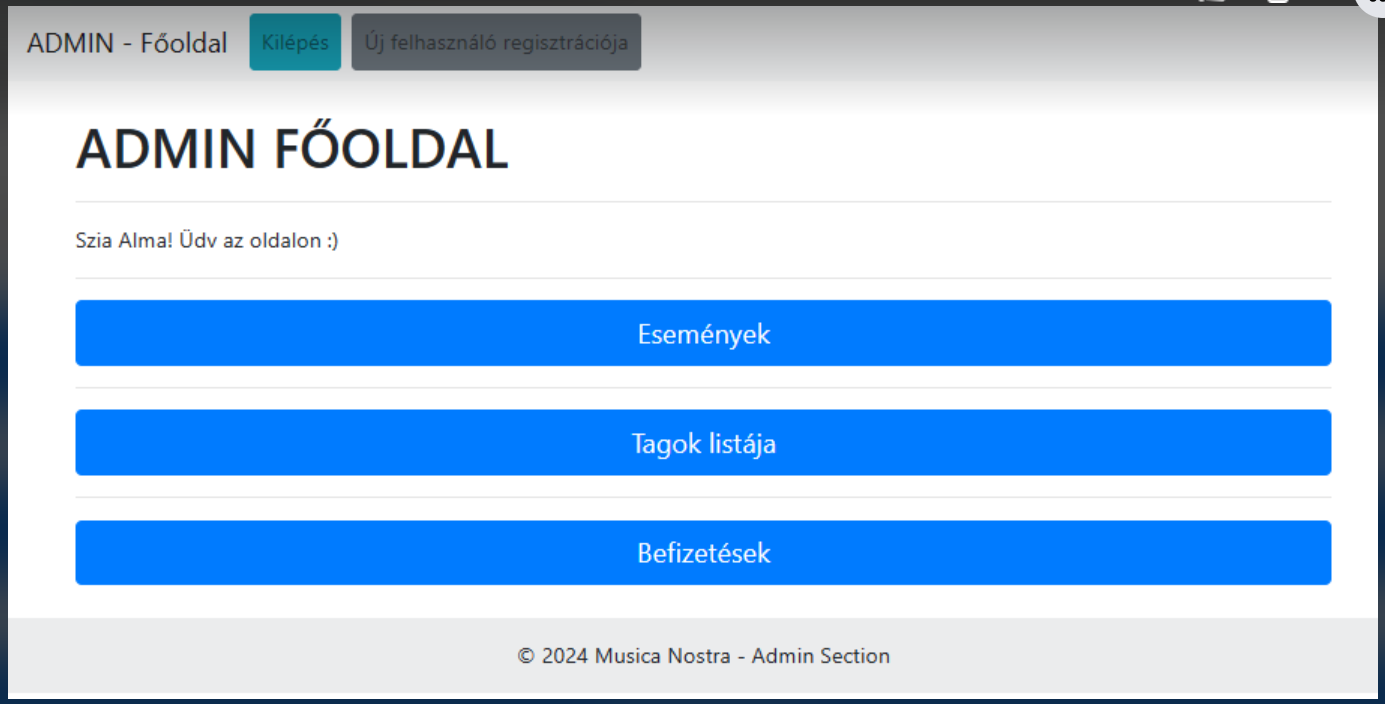 ADMIN - Főoldal Kilépés Új felhasználó regisztrációja
ADMIN FŐOLDAL
Szia Alma! Üdv az oldalon :)
Események
Tagok listája
Befizetések
© 2024 Musica Nostra - Admin Section